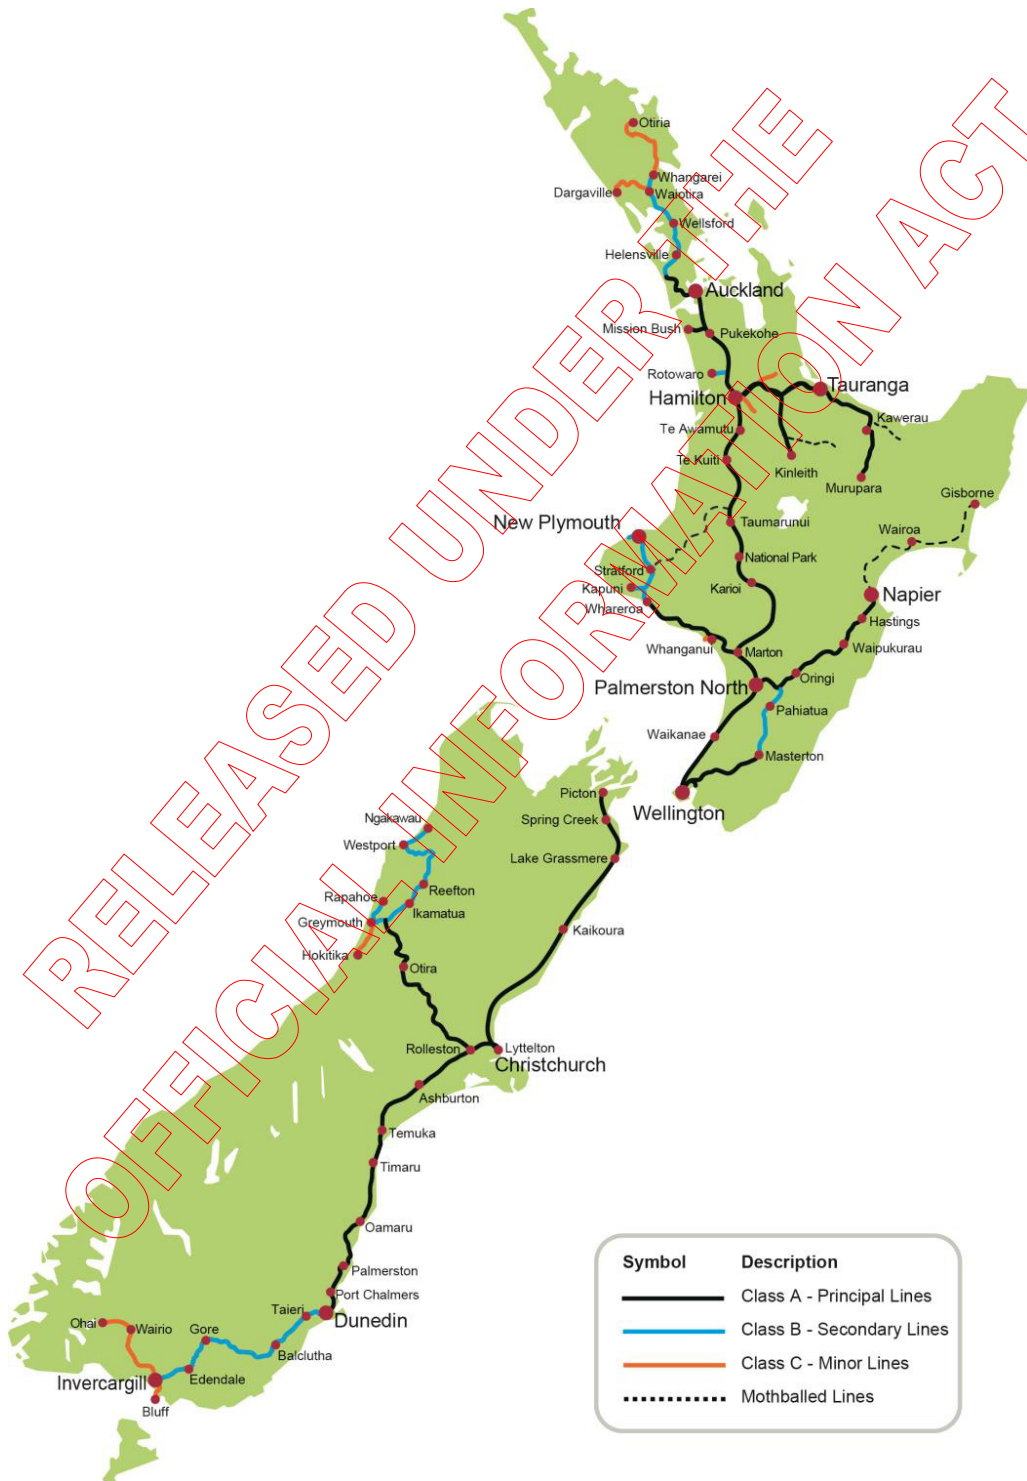 RELEASED UNDER THE
OFFICIAL INFORMATION ACT
Otiria
Whangarei
Dargaville
Waiotira
Wellsford
Helensville
Auckland
Mission Bush
Pukekohe
Rotowaro
Tauranga
Hamilton
Kawerau
Te Awamutu
Te Kuiti
Kinleith
Murupara
Gisborne
New Plymouth
Taumarunui
Wairoa
National Park
Stratford
Kapuni
Karioi
Napier
Whareroa
Hastings
Whanganui
Marton
Waipukurau
Oringi
Palmerston North
Pahiatua
Waikanae
Masterton
Picton
Wellington
Ngakawau
Spring Creek
Westport
Lake Grassmere
Rapahoe
Reefton
Ikamatua
Greymouth
Kaikoura
Hokitika
Otira
Rolleston
Lyttelton
Christchurch
Ashburton
Temuka
Timaru
Oamaru
Palmerston
Port Chalmers
Taieri
Dunedin
Ohai
Wairio
Gore
Balclutha
Edendale
Invercargill
Bluff
Symbol Description
Class A - Principal Lines
Class B - Secondary Lines
Class C - Minor Lines
Mothballed Lines